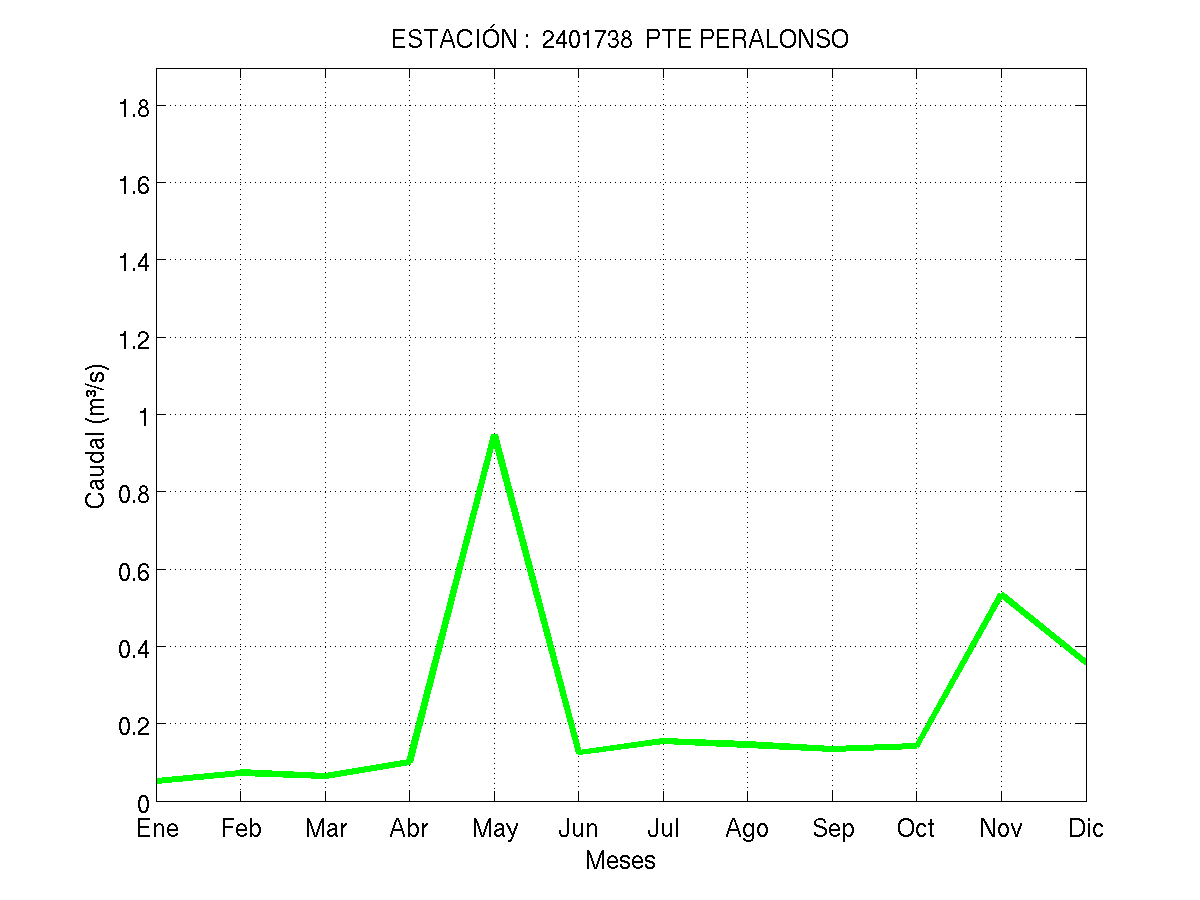 ESTACIÓN :  2401738  PTE PERALONSO
1.8
1.6
1.4
1.2
1
0.8
0.6
0.4
0.2
0
Caudal (m³/s)
Ene Feb Mar Abr May Jun Jul Ago Sep Oct Nov Dic
Meses